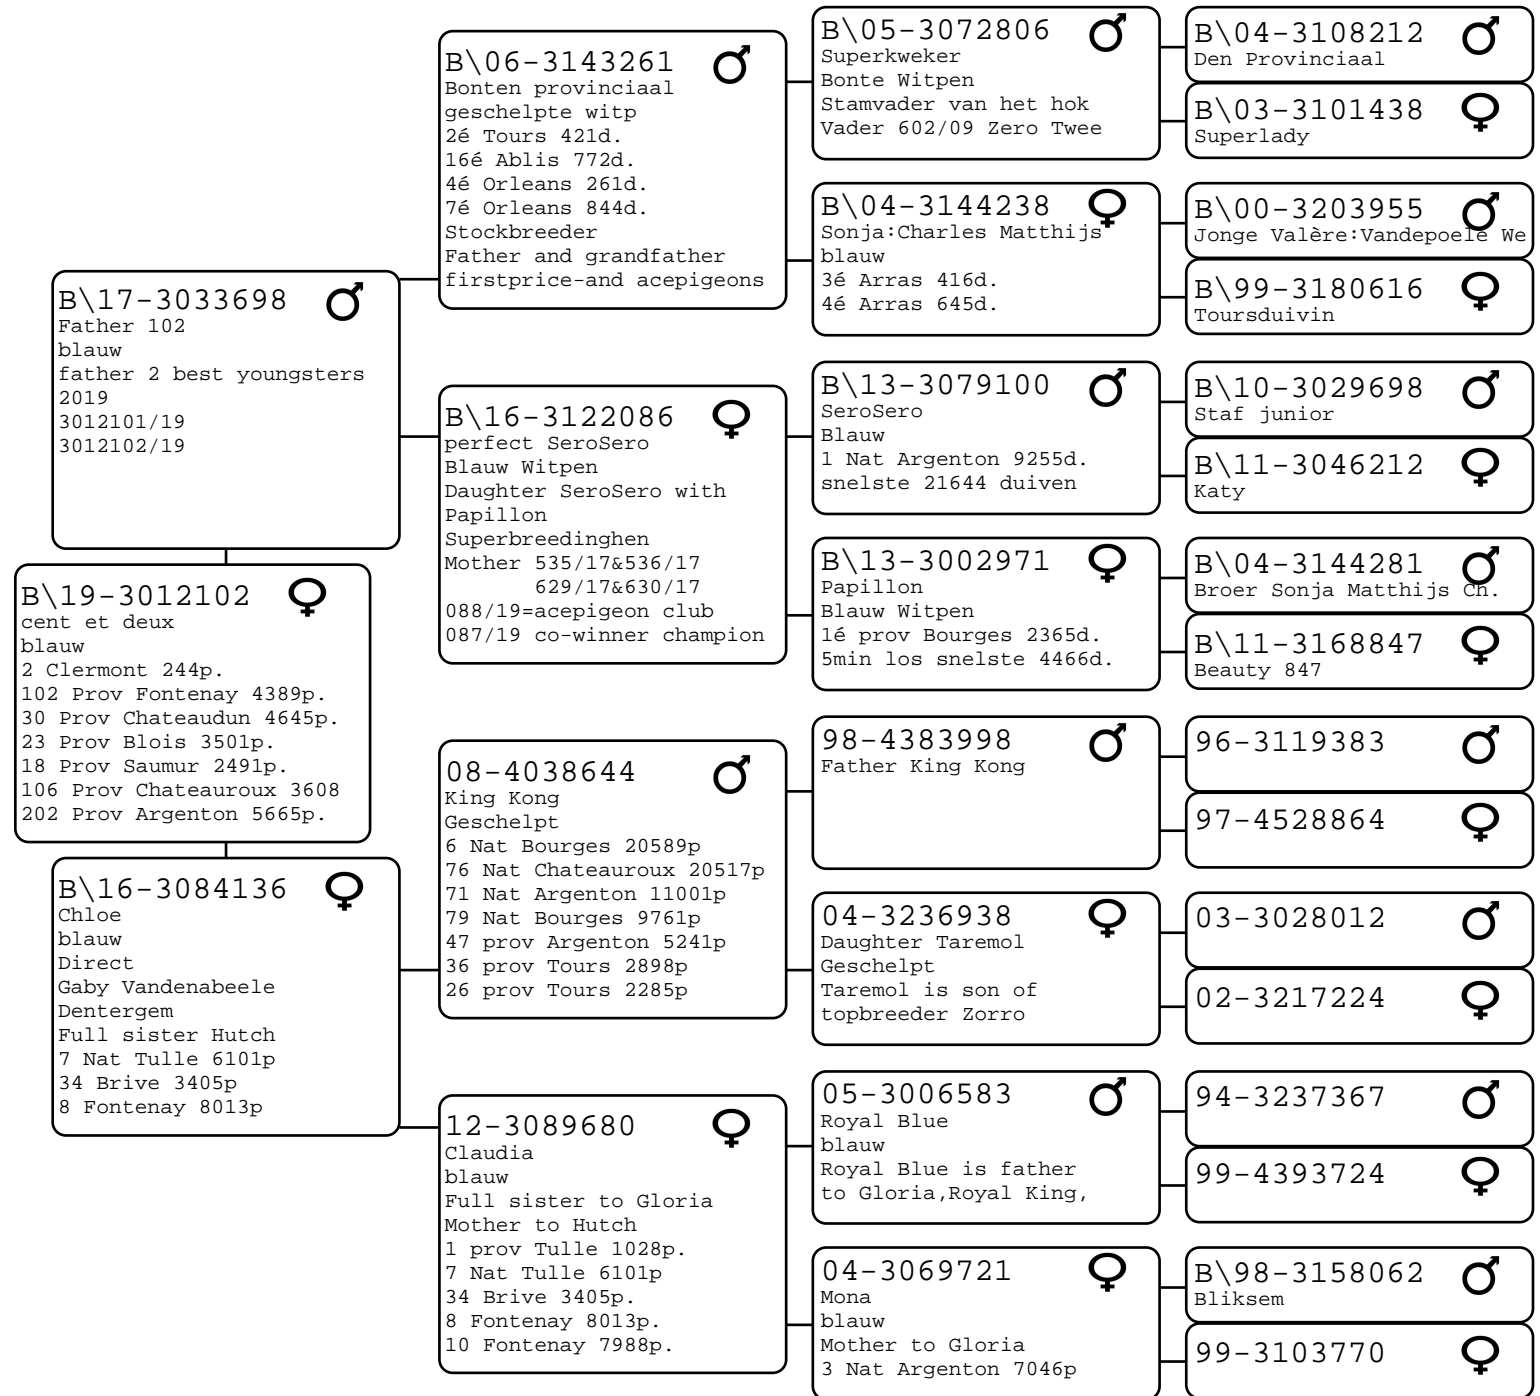 B\19-3012102
cent et deux
blauw
2 Clermont 244p.
102 Prov Fontenay 4389p.
30 Prov Chateaudun 4645p.
23 Prov Blois 3501p.
18 Prov Saumur 2491p.
106 Prov Chateauroux 3608
202 Prov Argenton 5665p.
B\17-3033698
Father 102
blauw
father 2 best youngsters
2019
3012101/19
3012102/19
B\16-3084136
Chloe
blauw
Direct
Gaby Vandenabeele
Dentergem
Full sister Hutch
7 Nat Tulle 6101p
34 Brive 3405p
8 Fontenay 8013p
B\06-3143261
Bonten provinciaal
geschelpte witp
2é Tours 421d.
16é Ablis 772d.
4é Orleans 261d.
7é Orleans 844d.
Stockbreeder
Father and grandfather
firstprice-and acepigeons
B\16-3122086
perfect SeroSero
Blauw Witpen
Daughter SeroSero with
Papillon
Superbreedinghen
Mother 535/17&536/17
629/17&630/17
088/19=acepigeon club
087/19 co-winner champion
08-4038644
King Kong
Geschelpt
6 Nat Bourges 20589p
76 Nat Chateauroux 20517p
71 Nat Argenton 11001p
79 Nat Bourges 9761p
47 prov Argenton 5241p
36 prov Tours 2898p
26 prov Tours 2285p
12-3089680
Claudia
blauw
Full sister to Gloria
Mother to Hutch
1 prov Tulle 1028p.
7 Nat Tulle 6101p
34 Brive 3405p.
8 Fontenay 8013p.
10 Fontenay 7988p.
B\05-3072806
Superkweker
Bonte Witpen
Stamvader van het hok
Vader 602/09 Zero Twee
B\04-3144238
Sonja:Charles Matthijs
blauw
3é Arras 416d.
4é Arras 645d.
B\13-3079100
SeroSero
Blauw
1 Nat Argenton 9255d.
snelste 21644 duiven
B\13-3002971
Papillon
Blauw Witpen
1é prov Bourges 2365d.
5min los snelste 4466d.
98-4383998
Father King Kong
04-3236938
Daughter Taremol
Geschelpt
Taremol is son of
topbreeder Zorro
05-3006583
Royal Blue
blauw
Royal Blue is father
to Gloria,Royal King,
04-3069721
Mona
blauw
Mother to Gloria
3 Nat Argenton 7046p
B\04-3108212
Den Provinciaal
B\03-3101438
Superlady
B\00-3203955
Jonge Valère:Vandepoele We
B\99-3180616
Toursduivin
B\10-3029698
Staf junior
B\11-3046212
Katy
B\04-3144281
Broer Sonja Matthijs Ch.
B\11-3168847
Beauty 847
96-3119383
97-4528864
03-3028012
02-3217224
94-3237367
99-4393724
B\98-3158062
Bliksem
99-3103770